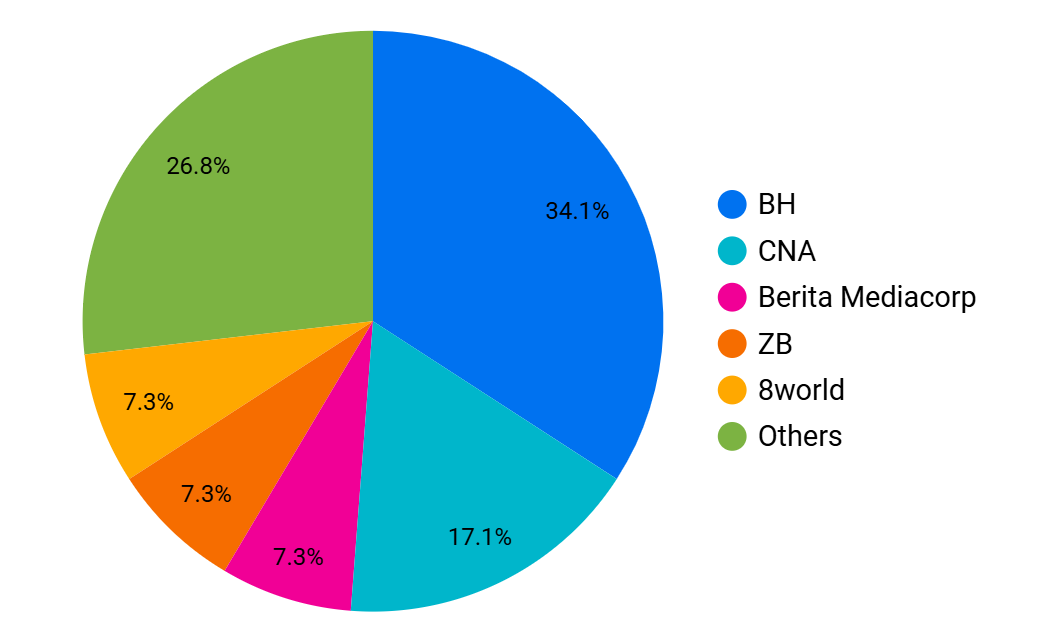 26.8%
34.1%
7.3%
7.3%
7.3%
17.1%
BH
CNA
Berita Mediacorp
ZB
8world
Others